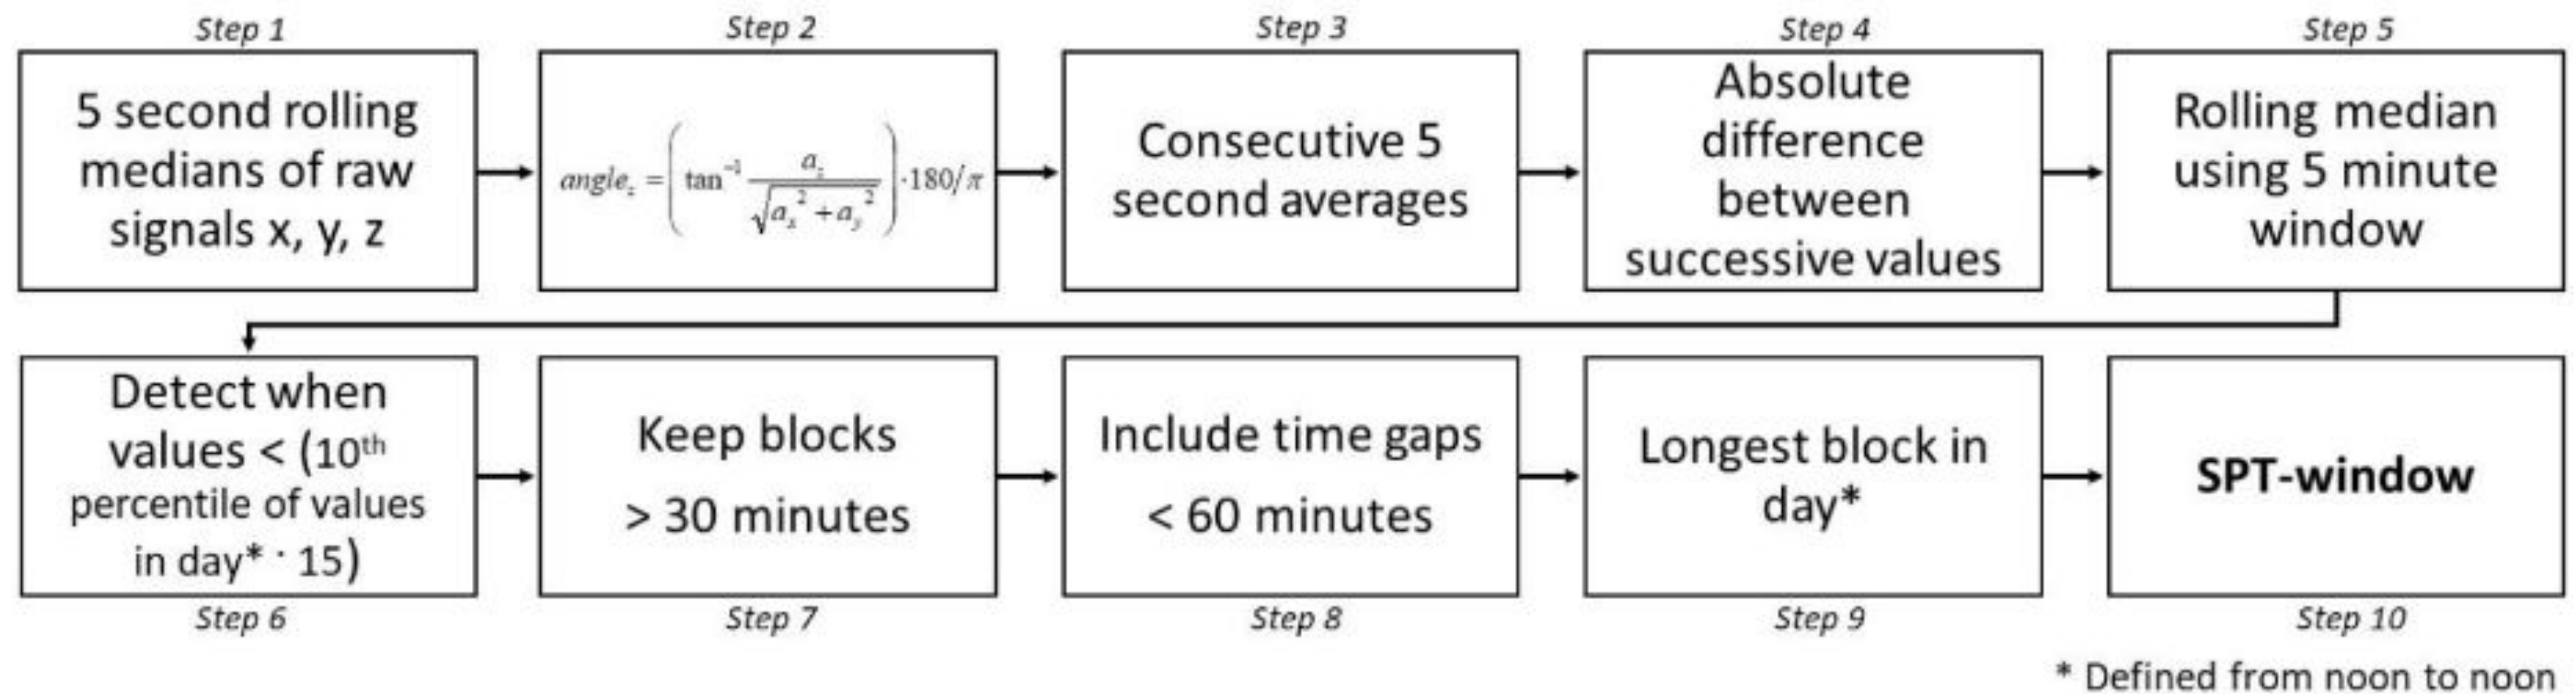 Step 1
5 second rolling
medians of raw
signals x, y, z
Step 2
angle_z = ( tan⁻¹ a_z / √(a_x² + a_y²) ) ·180/π
Step 3
Consecutive 5
second averages
Step 4
Absolute
difference
between
successive values
Step 5
Rolling median
using 5 minute
window
Detect when
values < (10th
percentile of values
in day* · 15)
Step 6
Keep blocks
> 30 minutes
Step 7
Include time gaps
< 60 minutes
Step 8
Longest block in
day*
Step 9
SPT-window
Step 10
* Defined from noon to noon